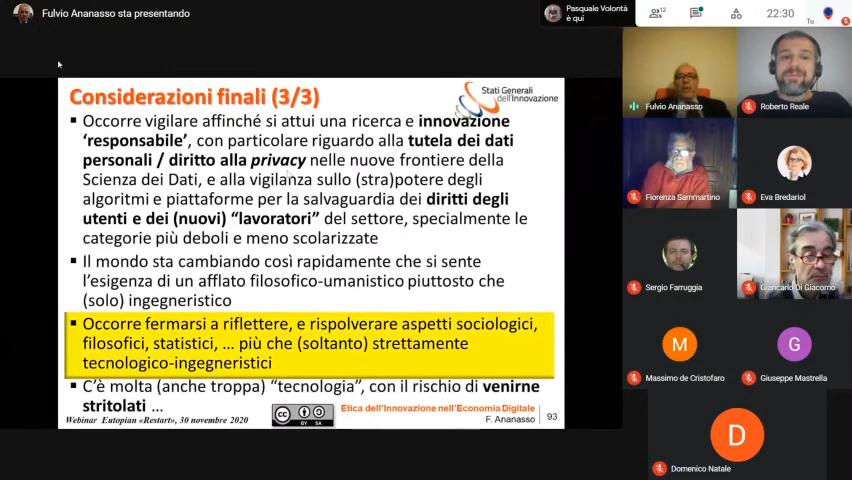 Fulvio Ananasso sta presentando
Pasquale Volontà
è qui
12
22:30
Tu
Considerazioni finali (3/3)
Stati Generali
dell'Innovazione
▪ Occorre vigilare affinché si attui una ricerca e innovazione
‘responsabile’, con particolare riguardo alla tutela dei dati
personali / diritto alla privacy nelle nuove frontiere della
Scienza dei Dati, e alla vigilanza sullo (stra)potere degli
algoritmi e piattaforme per la salvaguardia dei diritti degli
utenti e dei (nuovi) “lavoratori” del settore, specialmente le
categorie più deboli e meno scolarizzate
▪ Il mondo sta cambiando così rapidamente che si sente
l’esigenza di un afflato filosofico-umanistico piuttosto che
(solo) ingegneristico
▪ Occorre fermarsi a riflettere, e rispolverare aspetti sociologici,
filosofici, statistici, … più che (soltanto) strettamente
tecnologico-ingegneristici
▪ C’è molta (anche troppa) “tecnologia”, con il rischio di venirne
stritolati …
Webinar Eutopian «Restart», 30 novembre 2020
cc
BY SA
Etica dell’Innovazione nell’Economia Digitale
F. Ananasso
93
Fulvio Ananasso
Roberto Reale
Fiorenza Sammartino
Eva Bredariol
Sergio Farruggia
Giancarlo Di Giacomo
M
Massimo de Cristofaro
G
Giuseppe Mastrella
D
Domenico Natale